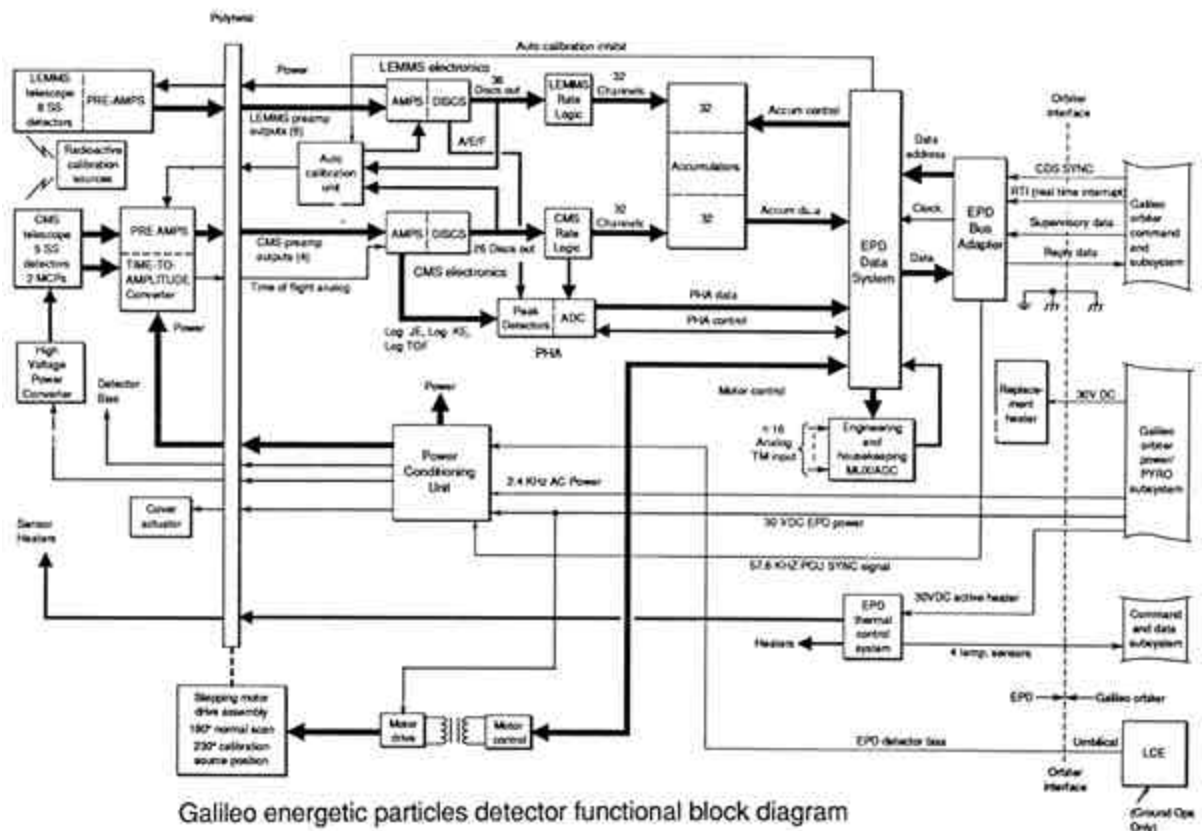 Polytwist
Auto calibration inhibit
Orbiter
interface
LEMMS
telescope
8 SS
detectors
PRE-AMPS
Power
LEMMS electronics
AMPS
DISCS
36
Discs out
LEMMS
Rate
Logic
32
Channels
32
Accum control
LEMMS preamp
outputs (8)
A/E/F
Radioactive
calibration
sources
Auto
calibration
unit
Accumulators
Data
address
CDS SYNC
RTI (real time interrupt)
Clock
Supervisory data
Reply data
Data
EPD
Bus
Adapter
Galileo
orbiter
command
and
subsystem
CMS
telescope
5 SS
detectors
2 MCPs
PRE AMPS
TIME-TO-
AMPLITUDE
Converter
CMS preamp
outputs (4)
Time of flight analog
AMPS
DISCS
26 Discs out
CMS electronics
CMS
Rate
Logic
32
Channels
32
Accum data
EPD
Data
System
Power
Log JE, Log KE,
Log TOF
Peak
Detectors
ADC
PHA
PHA data
PHA control
High
Voltage
Power
Converter
Detector
Bias
Power
Motor control
Replace-
ment
heater
30V DC
Galileo
orbiter
power/
PYRO
subsystem
Power
Conditioning
Unit
16
Analog
TM input
Engineering
and
housekeeping
MUX/ADC
2.4 KHz AC Power
Cover
actuator
30 VDC EPD power
Sensor
Heaters
57.6 KHZ PCU SYNC signal
30VDC active heater
EPD
thermal
control
system
Heaters
4 temp. sensors
Command
and data
subsystem
Stepping motor
drive assembly
180° normal scan
230° calibration
source position
Motor
drive
Motor
control
EPD
Galileo orbiter
EPD detector bias
Umbilical
LCE
Orbiter
interface
(Ground Ops
Only)
Galileo energetic particles detector functional block diagram